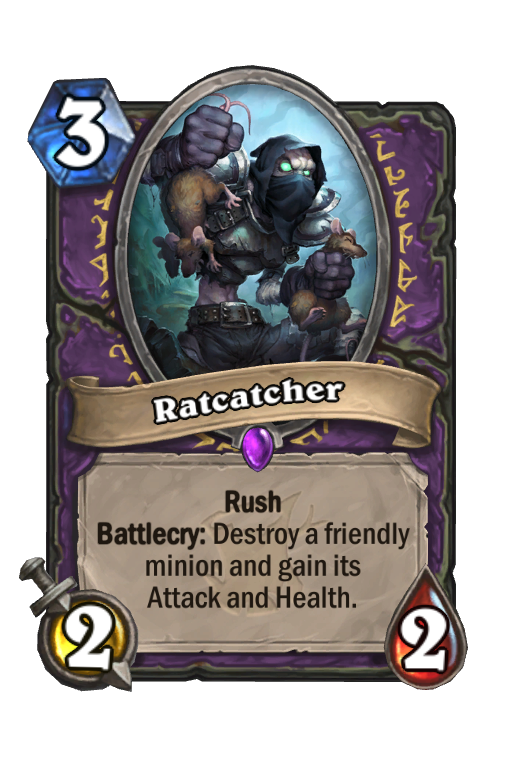 3
Ratcatcher
Rush
Battlecry: Destroy a friendly
minion and gain its
Attack and Health.
2
2